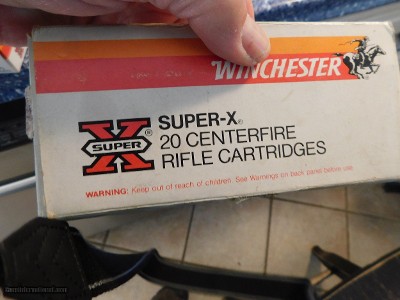 WINCHESTER
SUPER-X®
X SUPER ®
20 CENTERFIRE
RIFLE CARTRIDGES
WARNING: Keep out of reach of children. See Warnings on back panel before use.